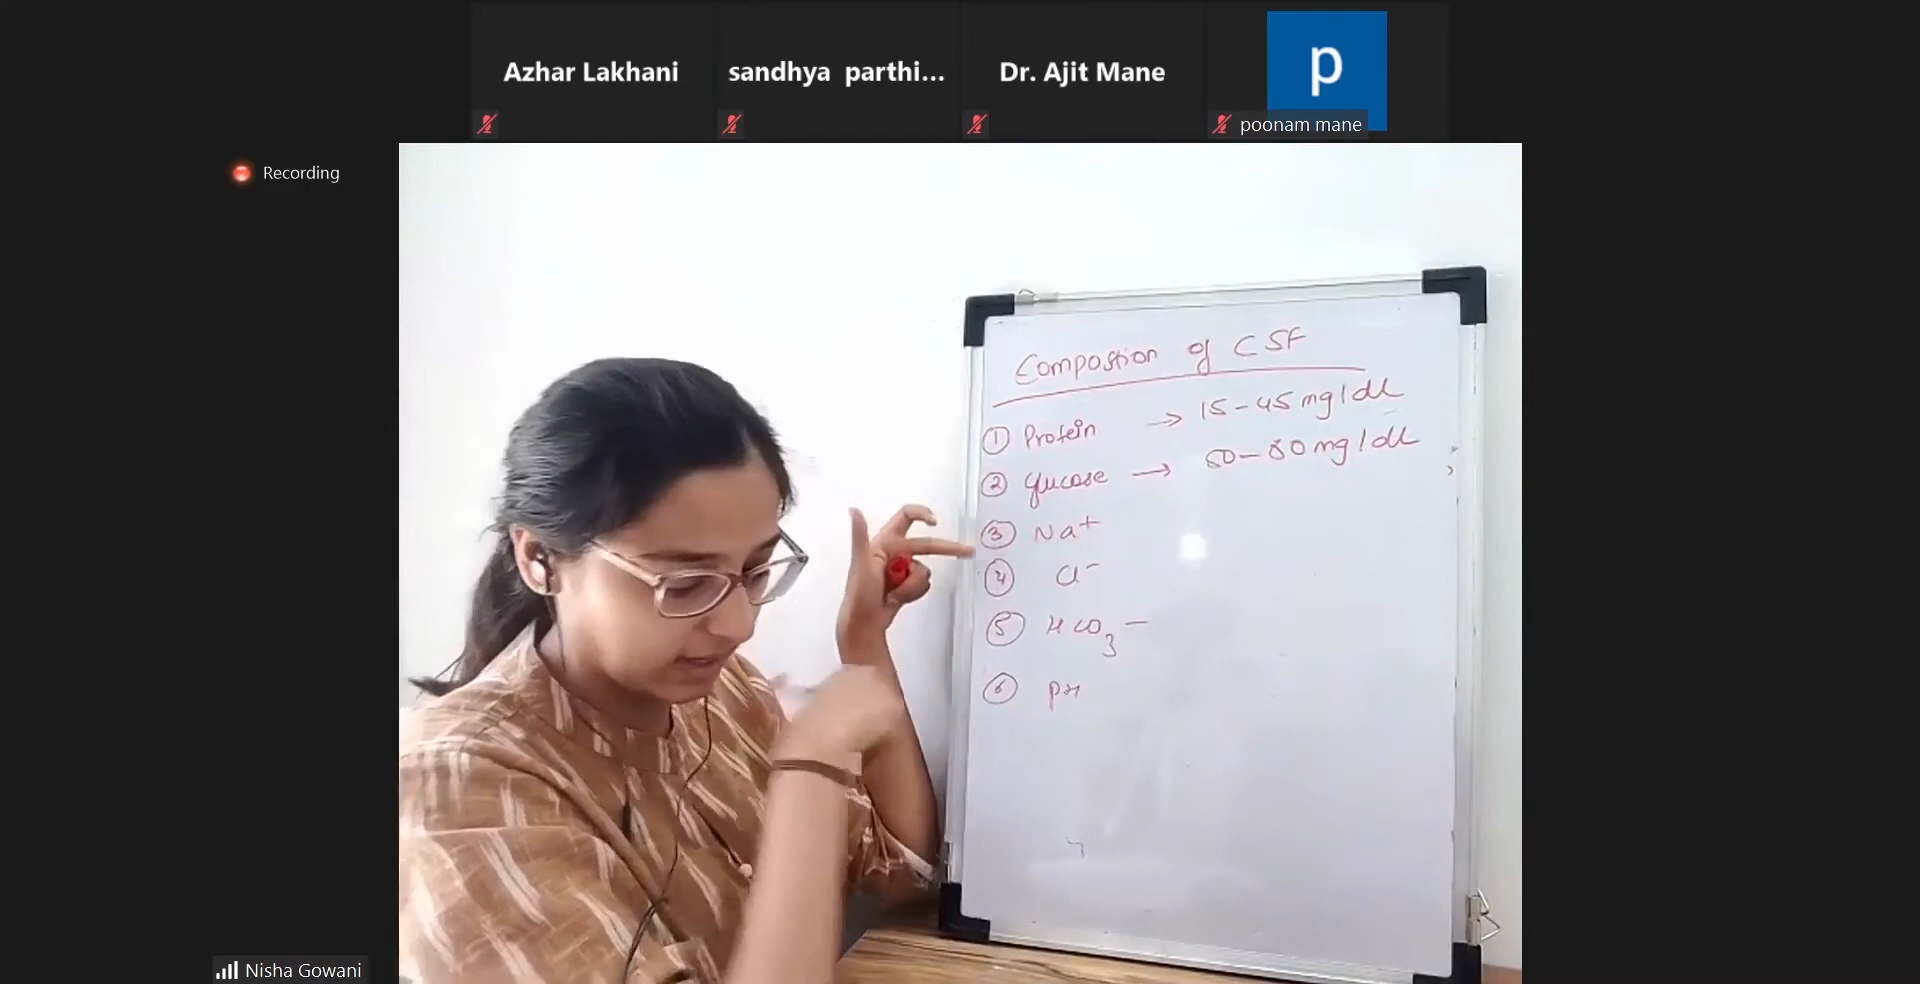 Azhar Lakhani
sandhya parthi...
Dr. Ajit Mane
p
poonam mane
Recording
Compostion of CSF
① Protein → 15-45 mg/dL
② Glucose → 50-80 mg/dL
③ Na+
④ Cl-
⑤ HCO3-
⑥ pH
Nisha Gowani